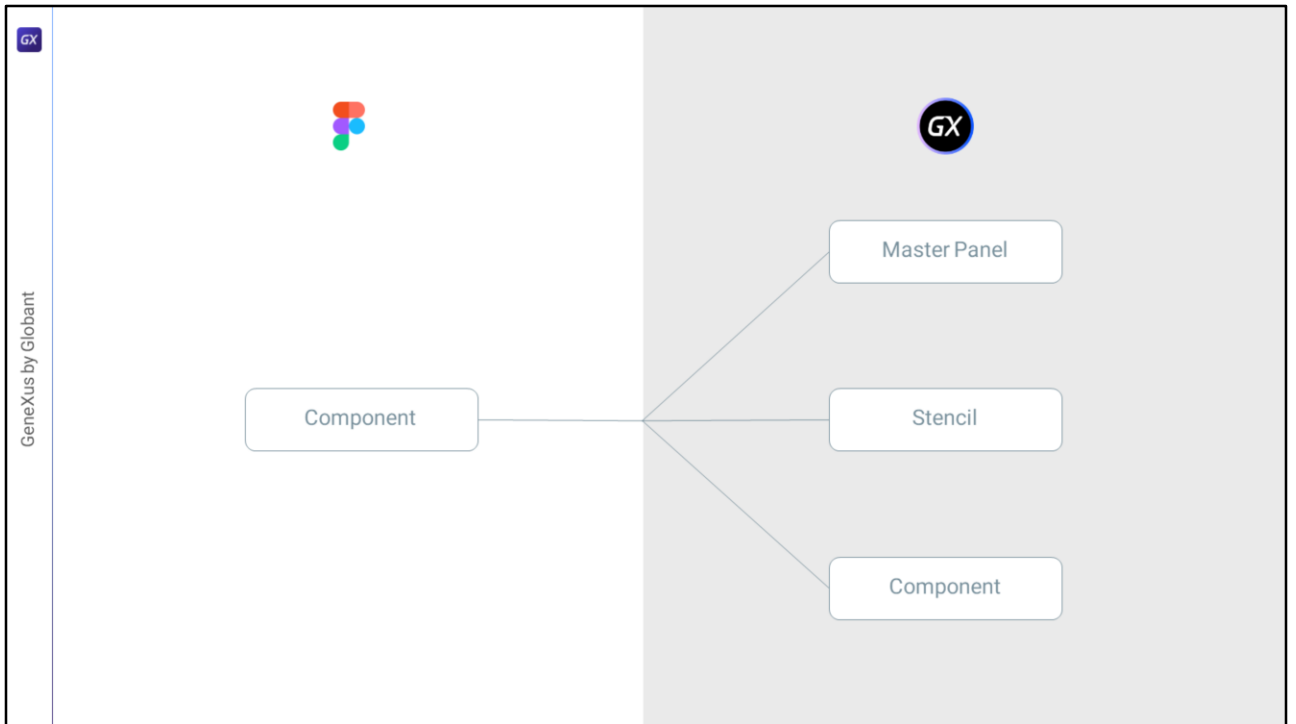 GX
GeneXus by Globant
GX
Component
Master Panel
Stencil
Component